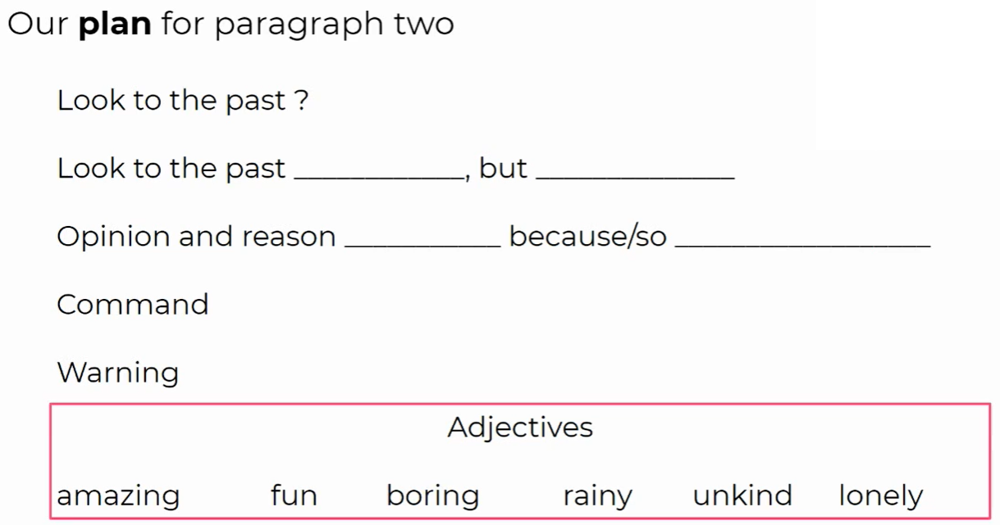 Our plan for paragraph two
Look to the past ?
Look to the past ____________, but ______________
Opinion and reason ___________ because/so __________________
Command
Warning
Adjectives
amazing fun boring rainy unkind lonely